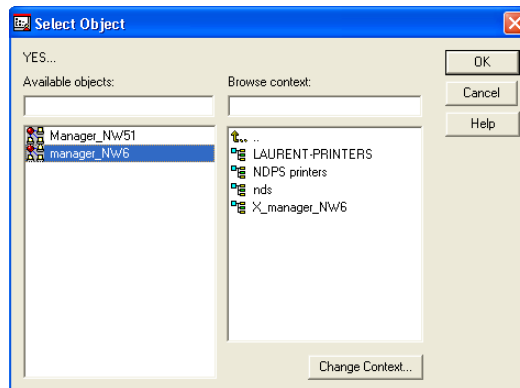 Select Object
YES...
Available objects:
Browse context:
Manager_NW51
manager_NW6
..
LAURENT-PRINTERS
NDPS printers
nds
X_manager_NW6
OK
Cancel
Help
Change Context...